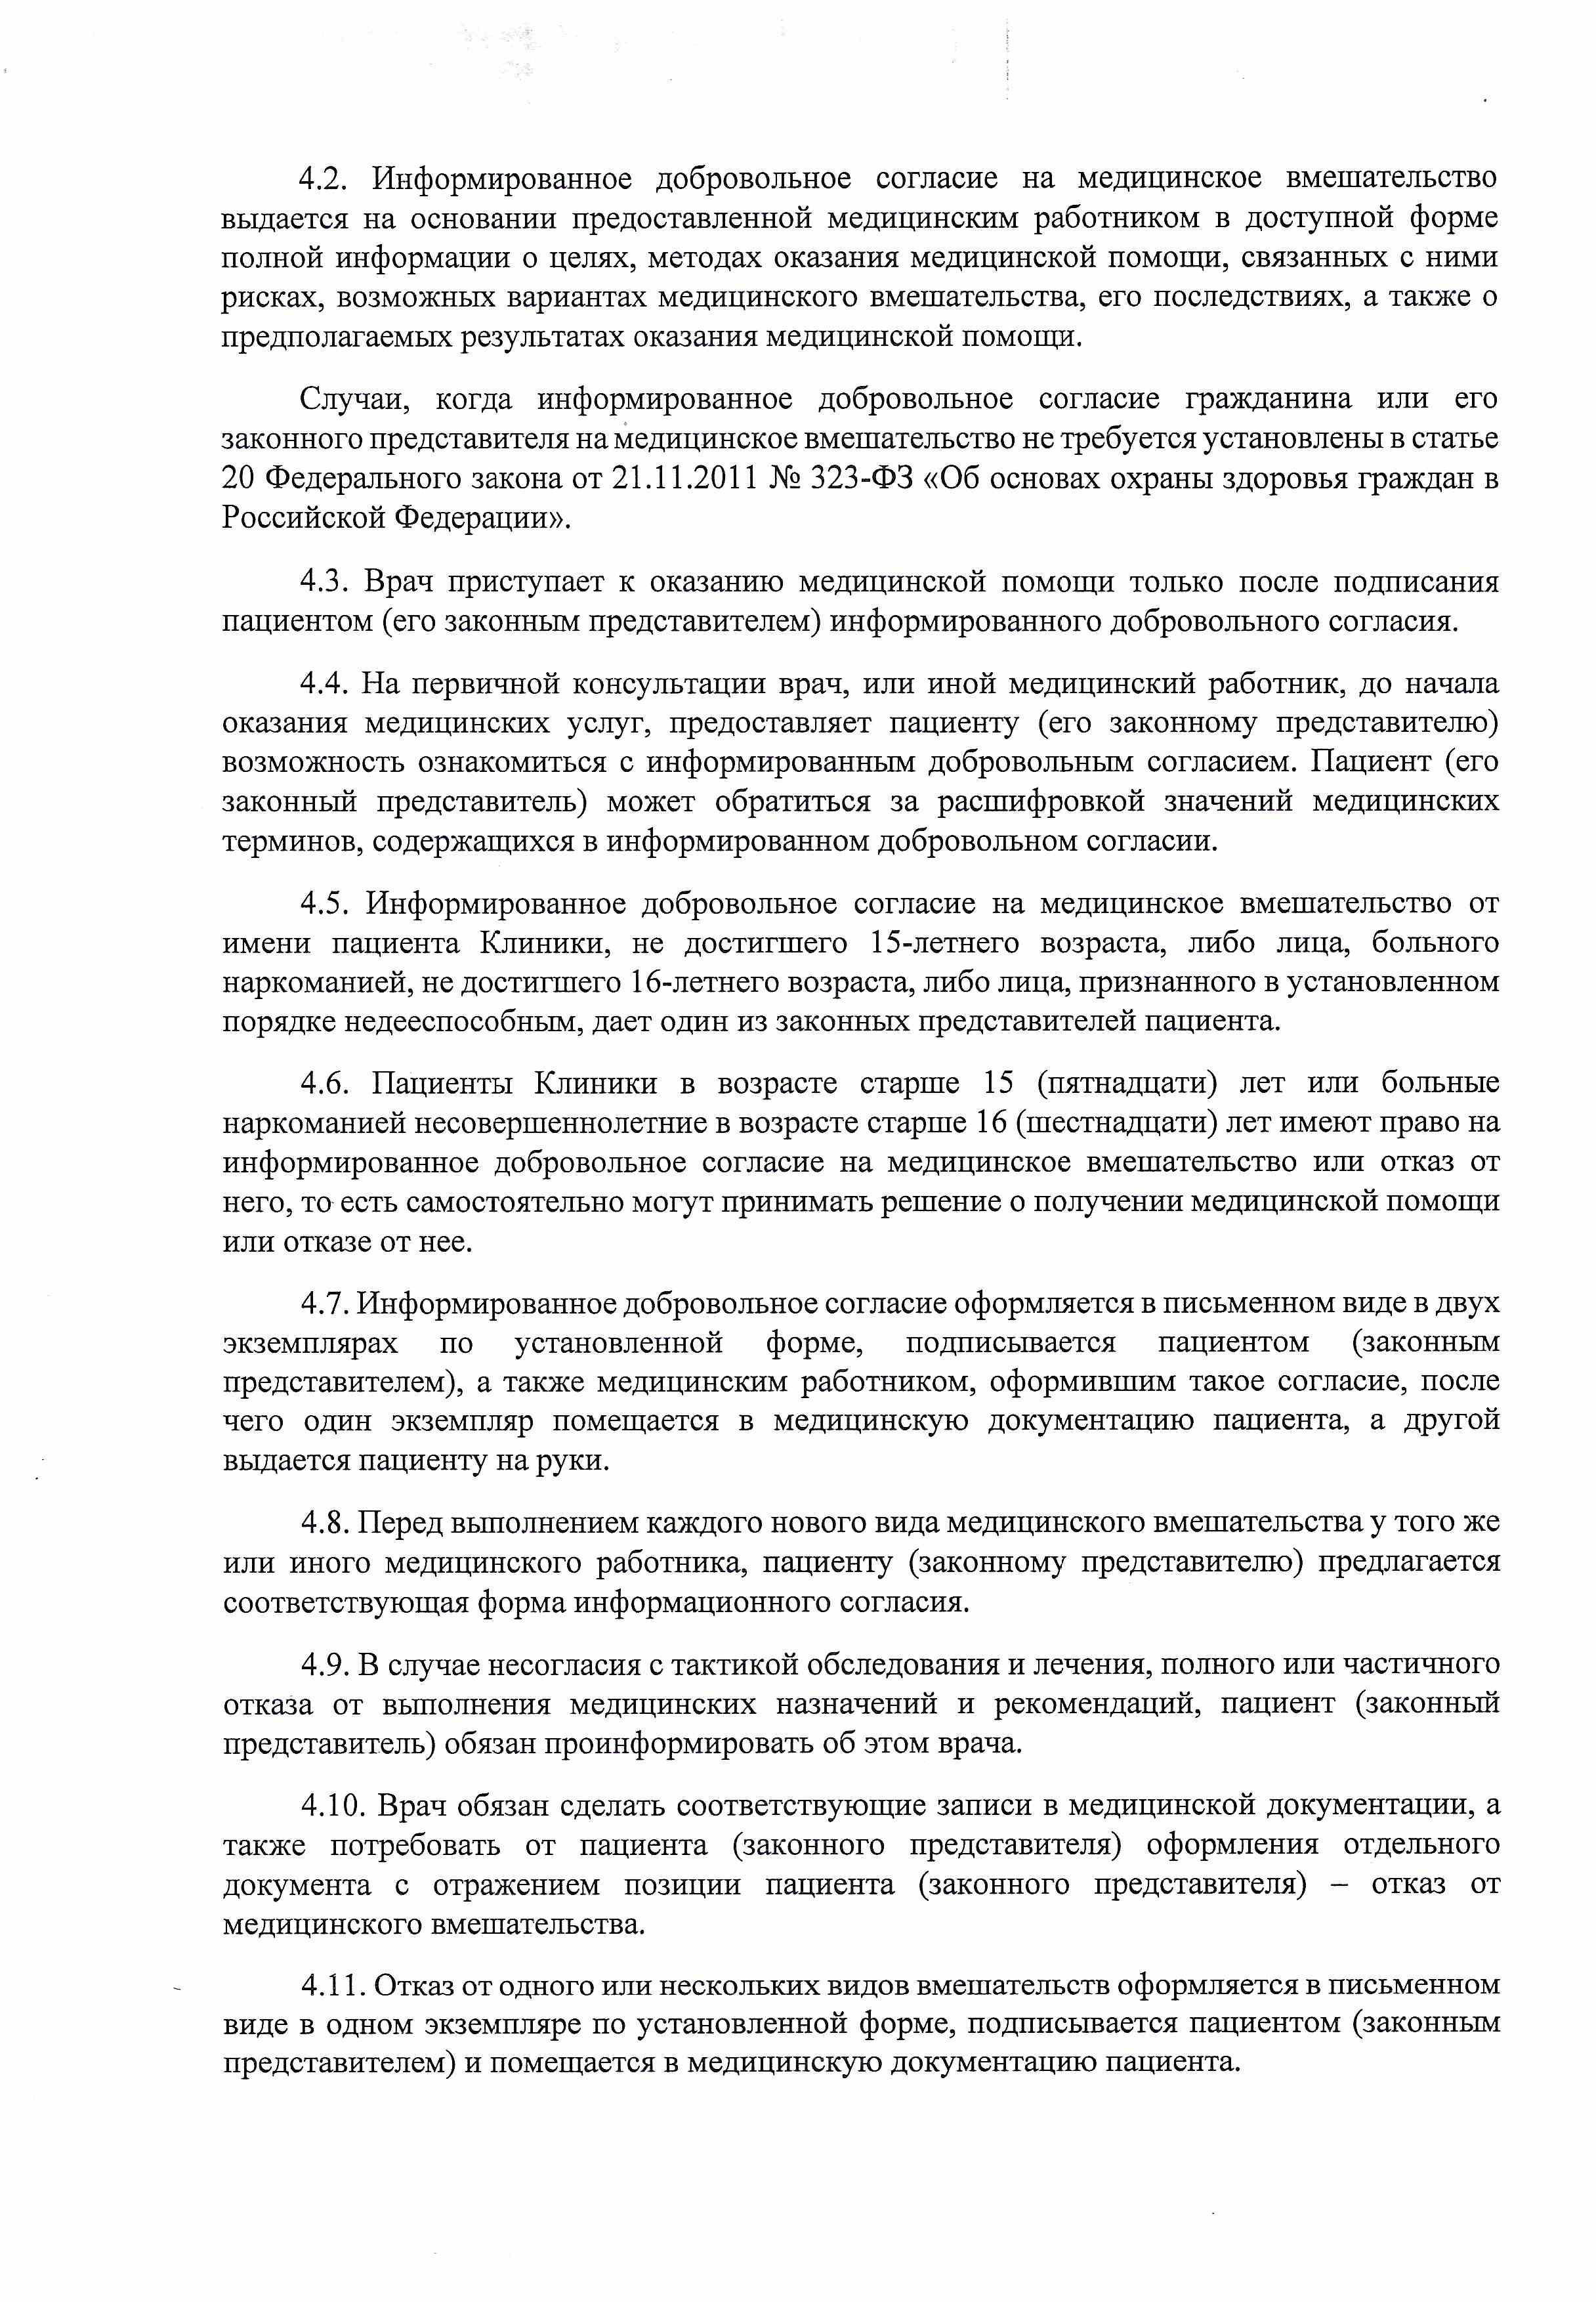 4.2. Информированное добровольное согласие на медицинское вмешательство
выдается на основании предоставленной медицинским работником в доступной форме
полной информации о целях, методах оказания медицинской помощи, связанных с ними
рисках, возможных вариантах медицинского вмешательства, его последствиях, а также о
предполагаемых результатах оказания медицинской помощи.
Случаи, когда информированное добровольное согласие гражданина или его
законного представителя на медицинское вмешательство не требуется установлены в статье
20 Федерального закона от 21.11.2011 № 323-ФЗ «Об основах охраны здоровья граждан в
Российской Федерации».
4.3. Врач приступает к оказанию медицинской помощи только после подписания
пациентом (его законным представителем) информированного добровольного согласия.
4.4. На первичной консультации врач, или иной медицинский работник, до начала
оказания медицинских услуг, предоставляет пациенту (его законному представителю)
возможность ознакомиться с информированным добровольным согласием. Пациент (его
законный представитель) может обратиться за расшифровкой значений медицинских
терминов, содержащихся в информированном добровольном согласии.
4.5. Информированное добровольное согласие на медицинское вмешательство от
имени пациента Клиники, не достигшего 15-летнего возраста, либо лица, больного
наркоманией, не достигшего 16-летнего возраста, либо лица, признанного в установленном
порядке недееспособным, дает один из законных представителей пациента.
4.6. Пациенты Клиники в возрасте старше 15 (пятнадцати) лет или больные
наркоманией несовершеннолетние в возрасте старше 16 (шестнадцати) лет имеют право на
информированное добровольное согласие на медицинское вмешательство или отказ от
него, то есть самостоятельно могут принимать решение о получении медицинской помощи
или отказе от нее.
4.7. Информированное добровольное согласие оформляется в письменном виде в двух
экземплярах по установленной форме, подписывается пациентом (законным
представителем), а также медицинским работником, оформившим такое согласие, после
чего один экземпляр помещается в медицинскую документацию пациента, а другой
выдается пациенту на руки.
4.8. Перед выполнением каждого нового вида медицинского вмешательства у того же
или иного медицинского работника, пациенту (законному представителю) предлагается
соответствующая форма информационного согласия.
4.9. В случае несогласия с тактикой обследования и лечения, полного или частичного
отказа от выполнения медицинских назначений и рекомендаций, пациент (законный
представитель) обязан проинформировать об этом врача.
4.10. Врач обязан сделать соответствующие записи в медицинской документации, а
также потребовать от пациента (законного представителя) оформления отдельного
документа с отражением позиции пациента (законного представителя) – отказ от
медицинского вмешательства.
4.11. Отказ от одного или нескольких видов вмешательств оформляется в письменном
виде в одном экземпляре по установленной форме, подписывается пациентом (законным
представителем) и помещается в медицинскую документацию пациента.